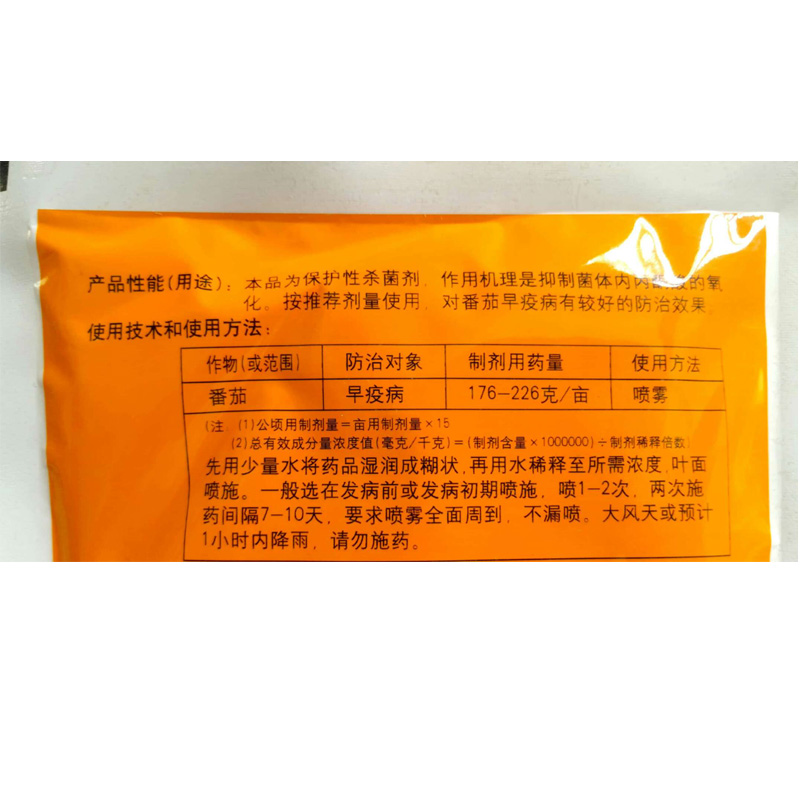 产品性能(用途)：本品为保护性杀菌剿，作用机理是抑制菌体内丙酮酸的氧
化。按推荐剂量使用，对番茄早疫病有较好的防治效果。
使用技术和使用方法：
作物(或范围) 防治对象 制剂用药量 使用方法
番茄 早疫病 176-226克/亩 喷雾
(注：(1)公顷用制剂量=亩用制剂量×15
(2)总有效成分量浓度值(毫克/千克)=(制剂含量×1000000)÷制剂稀释倍数)
先用少量水将药品湿润成糊状，再用水稀释至所需浓度，叶面
喷施。一般选在发病前或发病初期喷施，喷1-2次，两次施
药间隔7-10天，要求喷雾全面周到，不漏喷。大风天或预计
1小时内降雨，请勿施药。